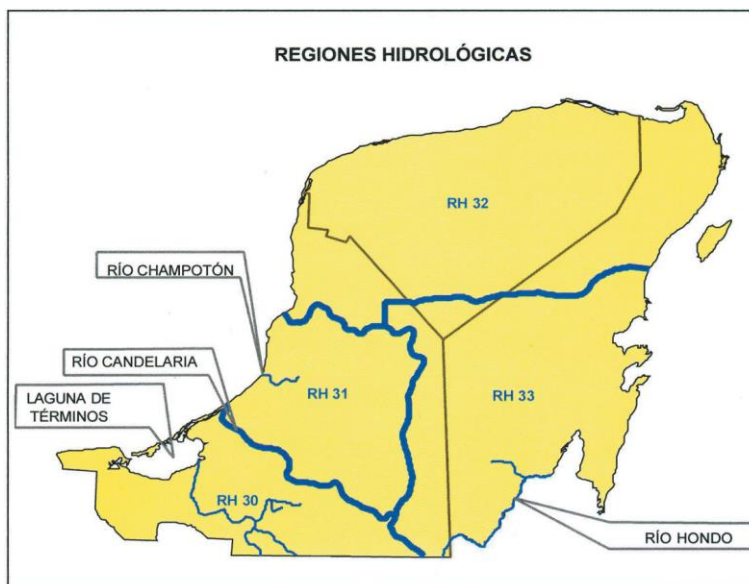 REGIONES HIDROLÓGICAS
RH 32
RÍO CHAMPOTÓN
RÍO CANDELARIA
LAGUNA DE
TÉRMINOS
RH 31
RH 33
RH 30
RÍO HONDO